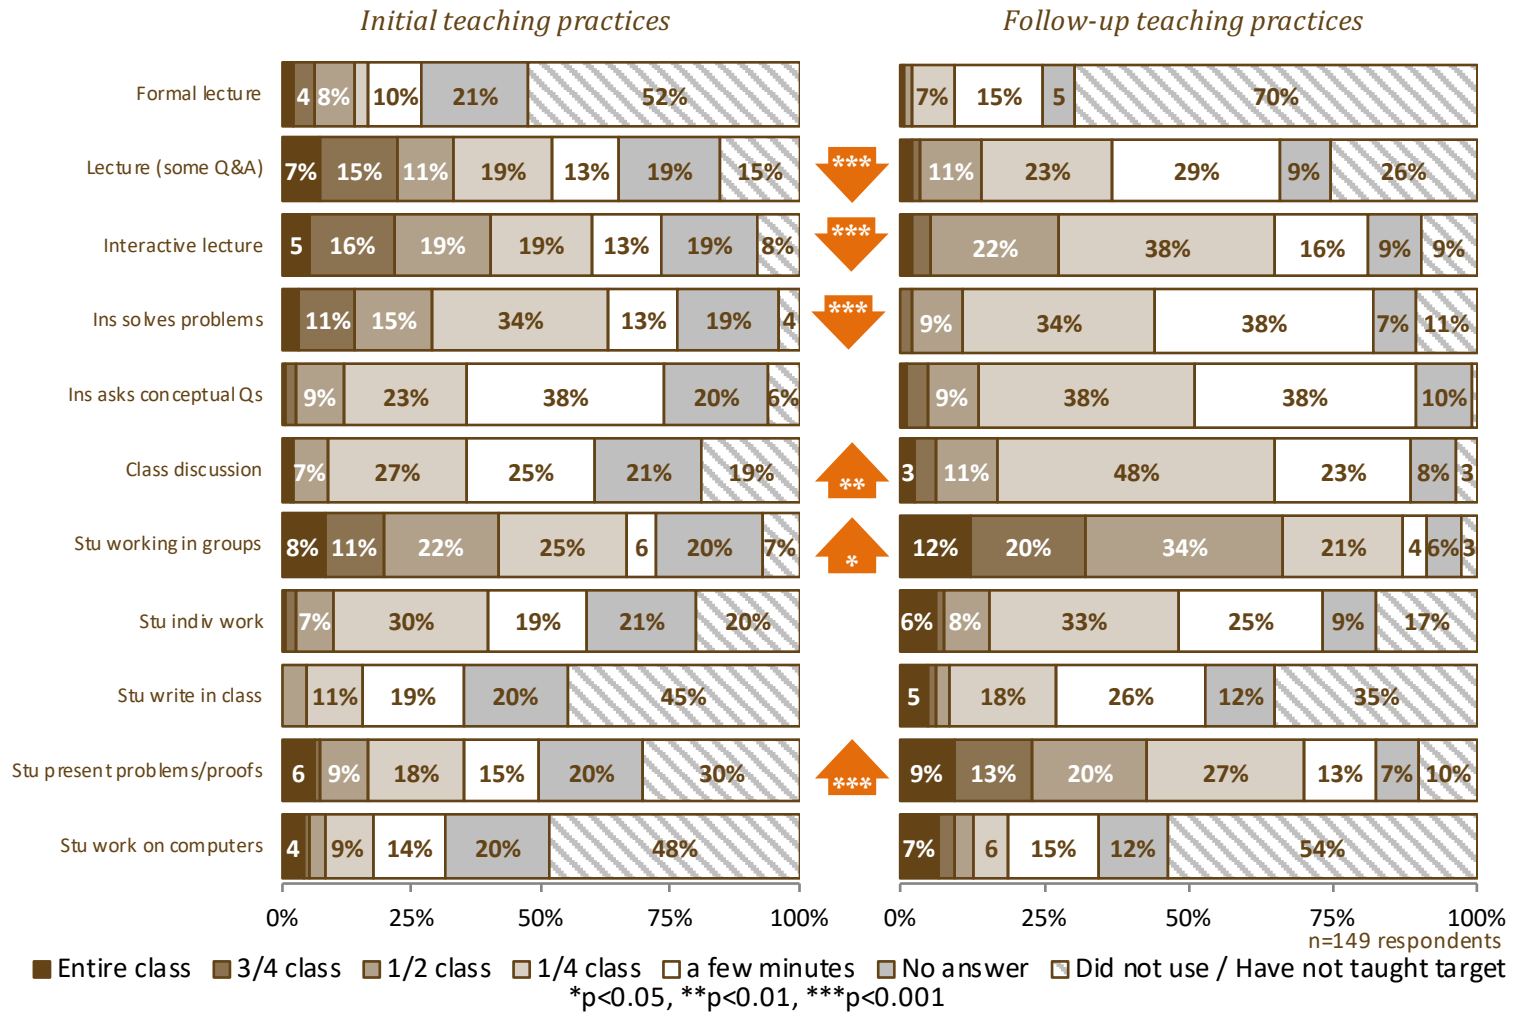 Initial teaching practices Follow-up teaching practices
Formal lecture 4 8% 10% 21% 52% 7% 15% 5 70%
Lecture (some Q&A) 7% 15% 11% 19% 13% 19% 15% *** 11% 23% 29% 9% 26%
Interactive lecture 5 16% 19% 19% 13% 19% 8% *** 22% 38% 16% 9% 9%
Ins solves problems 11% 15% 34% 13% 19% 4 *** 9% 34% 38% 7% 11%
Ins asks conceptual Qs 9% 23% 38% 20% 6% 9% 38% 38% 10%
Class discussion 7% 27% 25% 21% 19% ** 3 11% 48% 23% 8% 3
Stu working in groups 8% 11% 22% 25% 6 20% 7% * 12% 20% 34% 21% 4 6% 3
Stu indiv work 7% 30% 19% 21% 20% 6% 8% 33% 25% 9% 17%
Stu write in class 11% 19% 20% 45% 5 18% 26% 12% 35%
Stu present problems/proofs 6 9% 18% 15% 20% 30% *** 9% 13% 20% 27% 13% 7% 10%
Stu work on computers 4 9% 14% 20% 48% 7% 6 15% 12% 54%
0% 25% 50% 75% 100% 0% 25% 50% 75% 100%
n=149 respondents
Entire class 3/4 class 1/2 class 1/4 class a few minutes No answer Did not use / Have not taught target
*p<0.05, **p<0.01, ***p<0.001